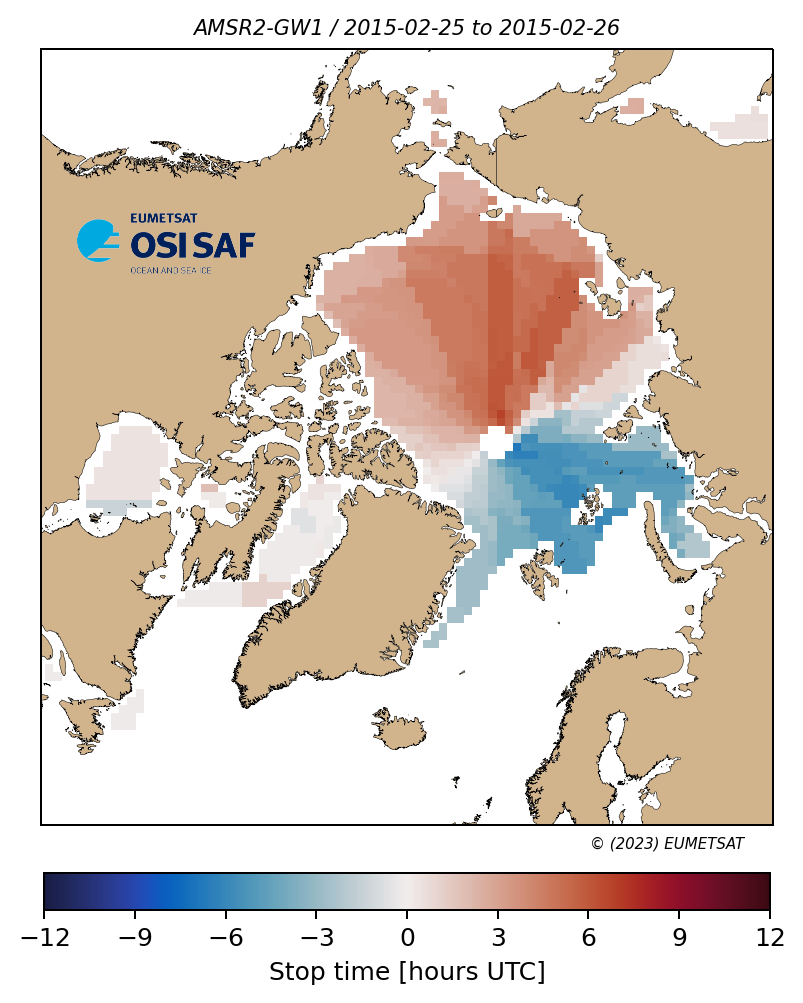 AMSR2-GW1 / 2015-02-25 to 2015-02-26
EUMETSAT
OSI SAF
OCEAN AND SEA ICE
© (2023) EUMETSAT
−12 −9 −6 −3 0 3 6 9 12
Stop time [hours UTC]